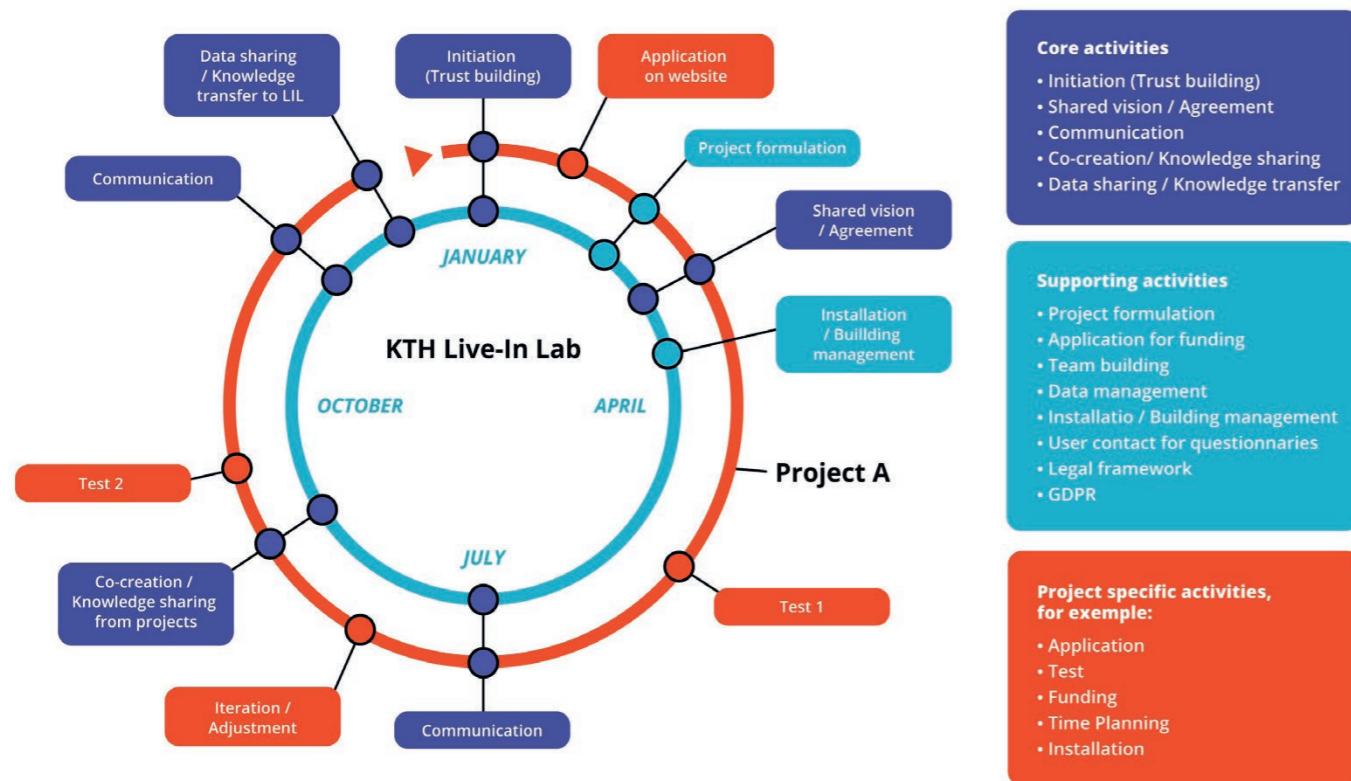 Data sharing
/ Knowledge
transfer to LIL
Initiation
(Trust building)
Application
on website
Project formulation
Communication
Shared vision
/ Agreement
JANUARY
Installation
/ Buillding
management
KTH Live-In Lab
OCTOBER
APRIL
Project A
Test 2
JULY
Co-creation /
Knowledge sharing
from projects
Test 1
Iteration /
Adjustment
Communication
Core activities
• Initiation (Trust building)
• Shared vision / Agreement
• Communication
• Co-creation/ Knowledge sharing
• Data sharing / Knowledge transfer
Supporting activities
• Project formulation
• Application for funding
• Team building
• Data management
• Installatio / Building management
• User contact for questionnaries
• Legal framework
• GDPR
Project specific activities,
for exemple:
• Application
• Test
• Funding
• Time Planning
• Installation